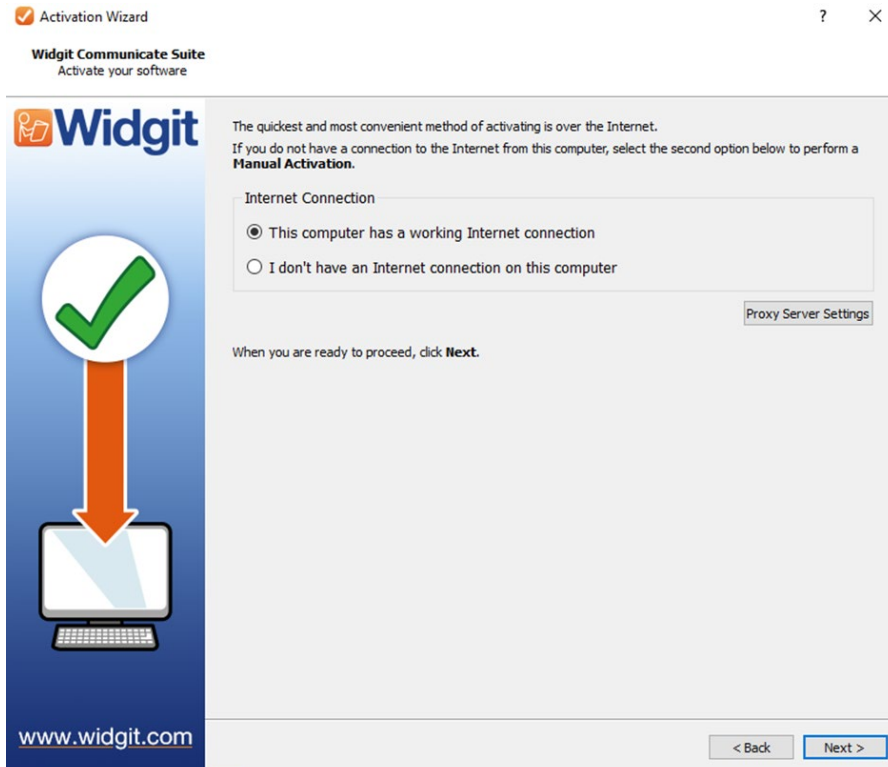 Activation Wizard
?
Widgit Communicate Suite
Activate your software
Widgit
The quickest and most convenient method of activating is over the Internet.
If you do not have a connection to the Internet from this computer, select the second option below to perform a
Manual Activation.
Internet Connection
This computer has a working Internet connection
I don't have an Internet connection on this computer
Proxy Server Settings
When you are ready to proceed, click Next.
www.widgit.com
< Back
Next >